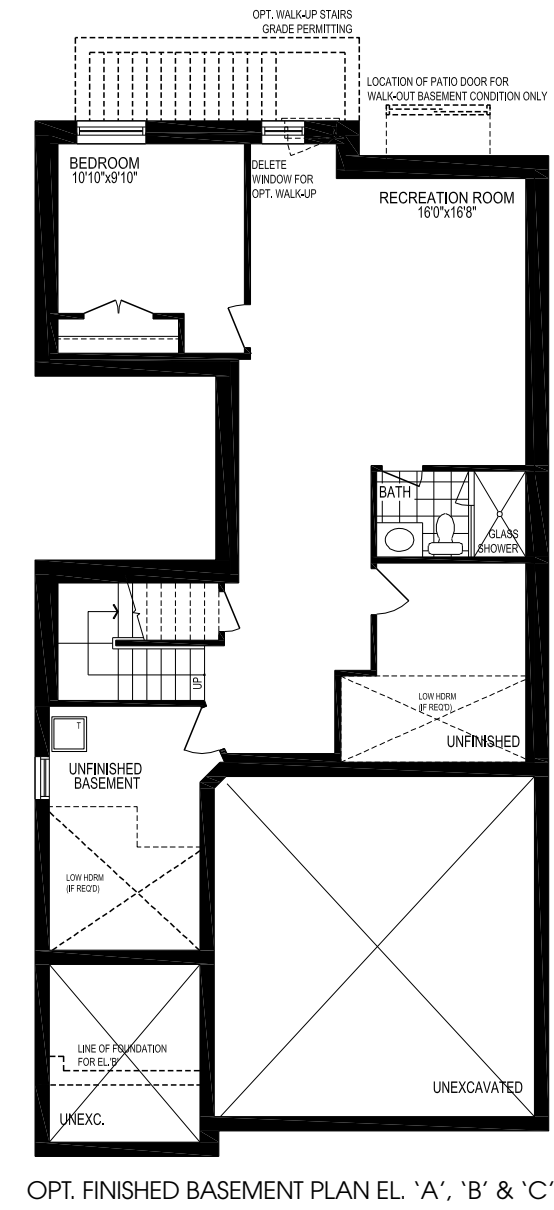 OPT. WALK-UP STAIRS
GRADE PERMITTING
LOCATION OF PATIO DOOR FOR
WALK-OUT BASEMENT CONDITION ONLY
BEDROOM
10'10"x9'10"
DELETE
WINDOW FOR
OPT. WALK-UP
RECREATION ROOM
16'0"x16'8"
BATH
GLASS
SHOWER
UP
LOW HDRM
(IF REQ'D)
UNFINISHED
T
UNFINISHED
BASEMENT
LOW HDRM
(IF REQ'D)
LINE OF FOUNDATION
FOR EL.'B'
UNEXC.
UNEXCAVATED
OPT. FINISHED BASEMENT PLAN EL. ‘A’, ‘B’ & ‘C’